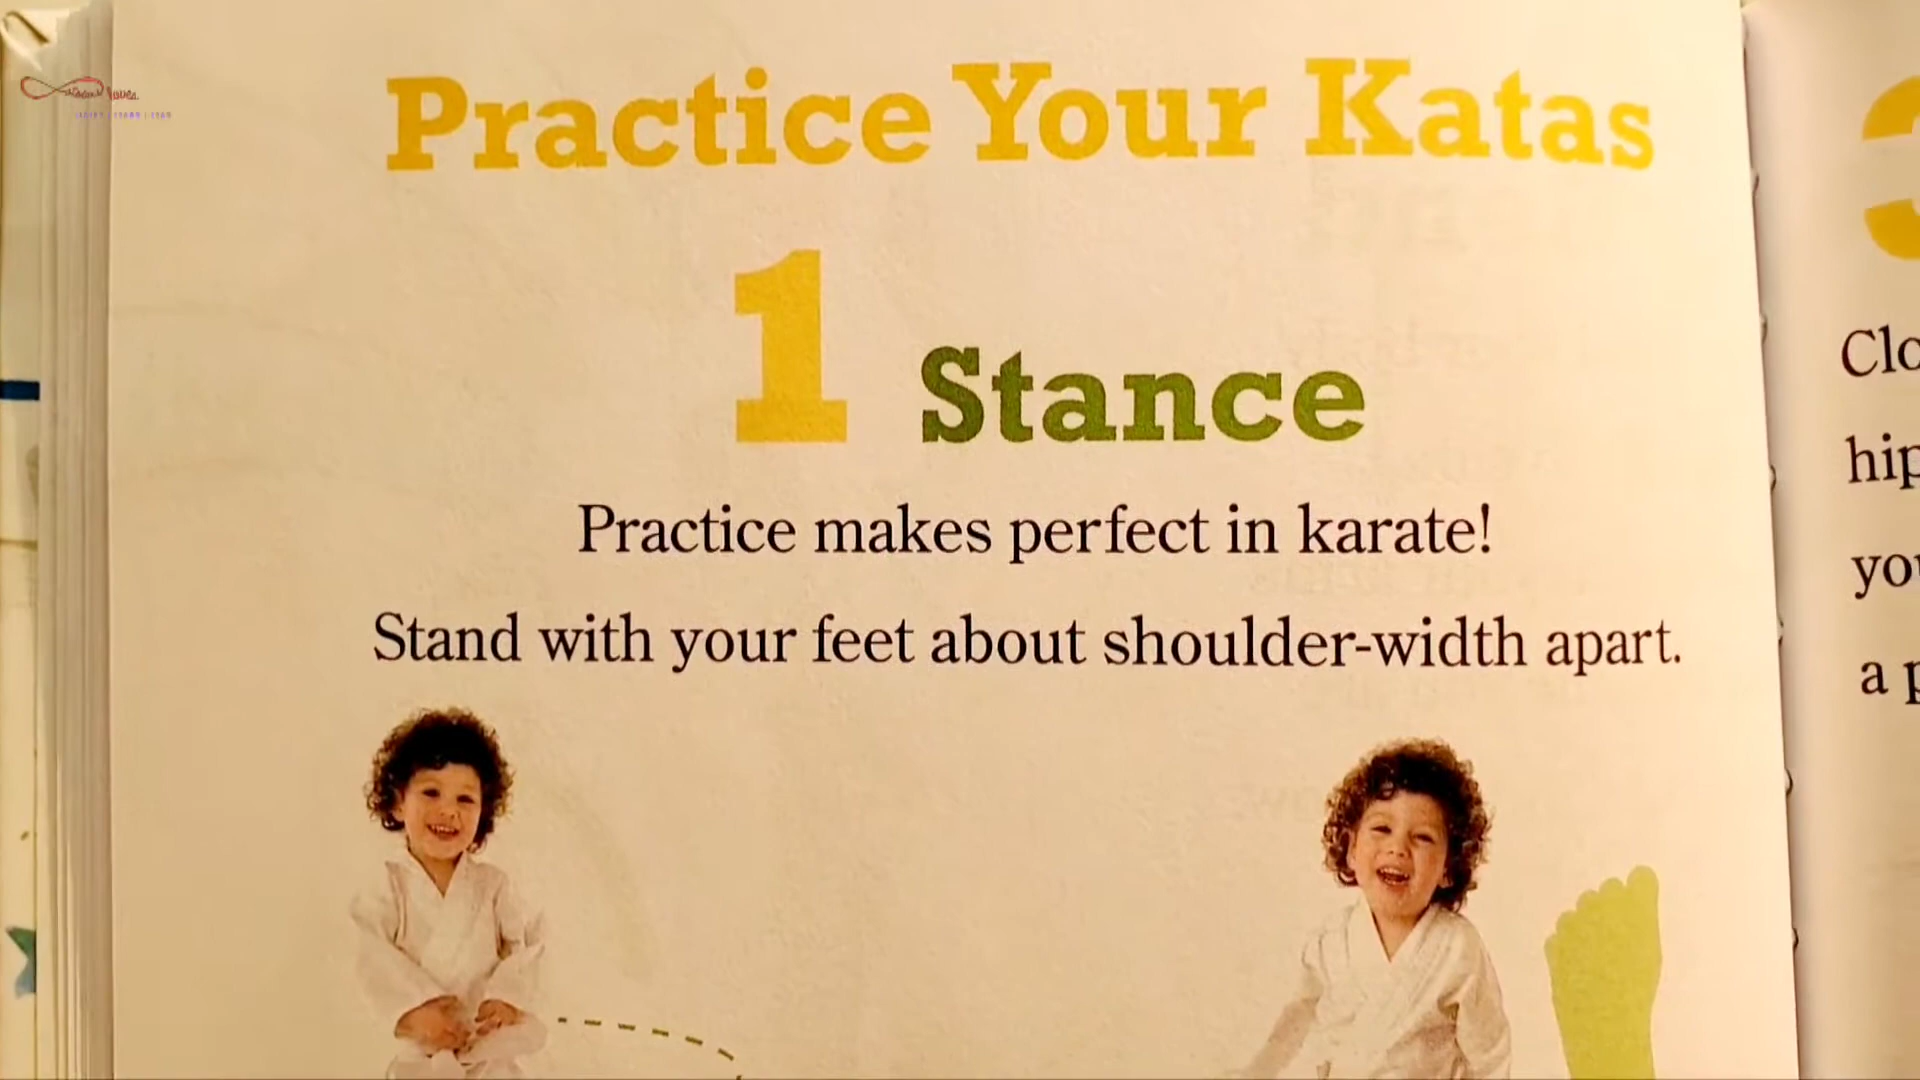 Practice Your Katas
1 Stance
Practice makes perfect in karate!
Stand with your feet about shoulder-width apart.